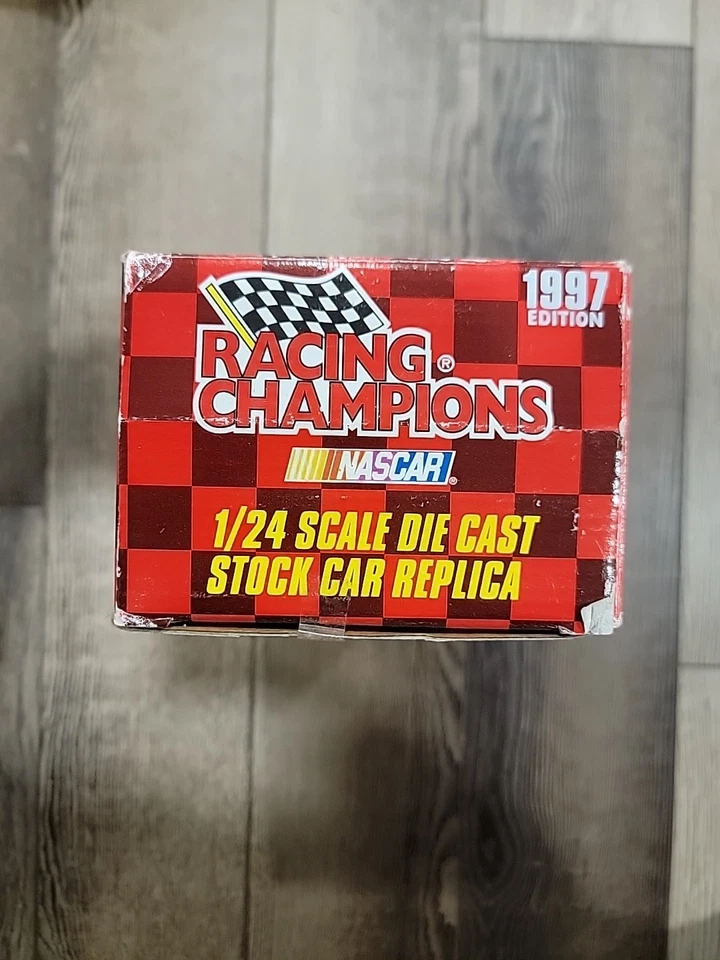 1997
EDITION
RACING ®
CHAMPIONS
NASCAR ®
1/24 SCALE DIE CAST
STOCK CAR REPLICA